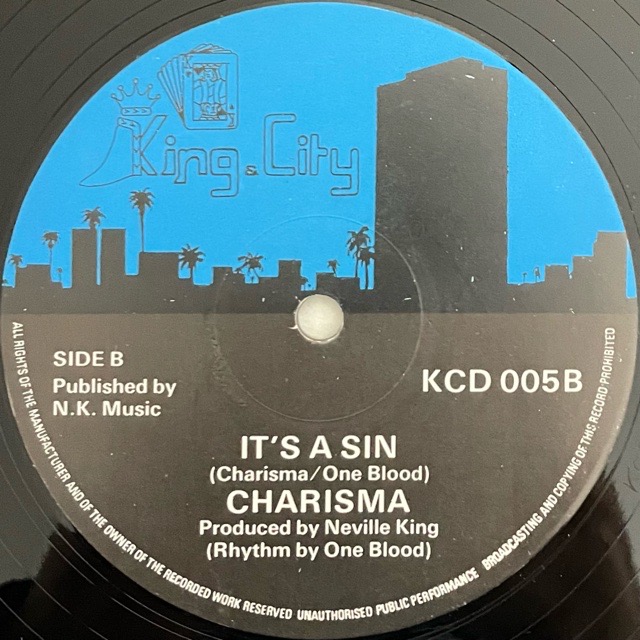 King & City
SIDE B
Published by
N.K. Music
KCD 005B
IT'S A SIN
(Charisma/One Blood)
CHARISMA
Produced by Neville King
(Rhythm by One Blood)
ALL RIGHTS OF THE MANUFACTURER AND OF THE OWNER OF THE RECORDED WORK RESERVED UNAUTHORISED PUBLIC PERFORMANCE BROADCASTING AND COPYING OF THIS RECORD PROHIBITED